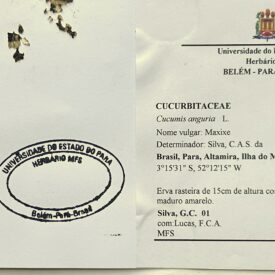 UNIVERSIDADE DO ESTADO DO PARÁ
HERBÁRIO MFS
Belém-Pará-Brasil
Universidade do
Herbário
BELÉM - PARÁ
CUCURBITACEAE
Cucumis anguria L.
Nome vulgar: Maxixe
Determinador: Silva, C.A.S. da
Brasil, Para, Altamira, Ilha do
3°15'31" S, 52°12'15" W
Erva rasteira de 15cm de altura
maduro amarelo.
Silva, G.C. 01
com:Lucas, F.C.A.
MFS